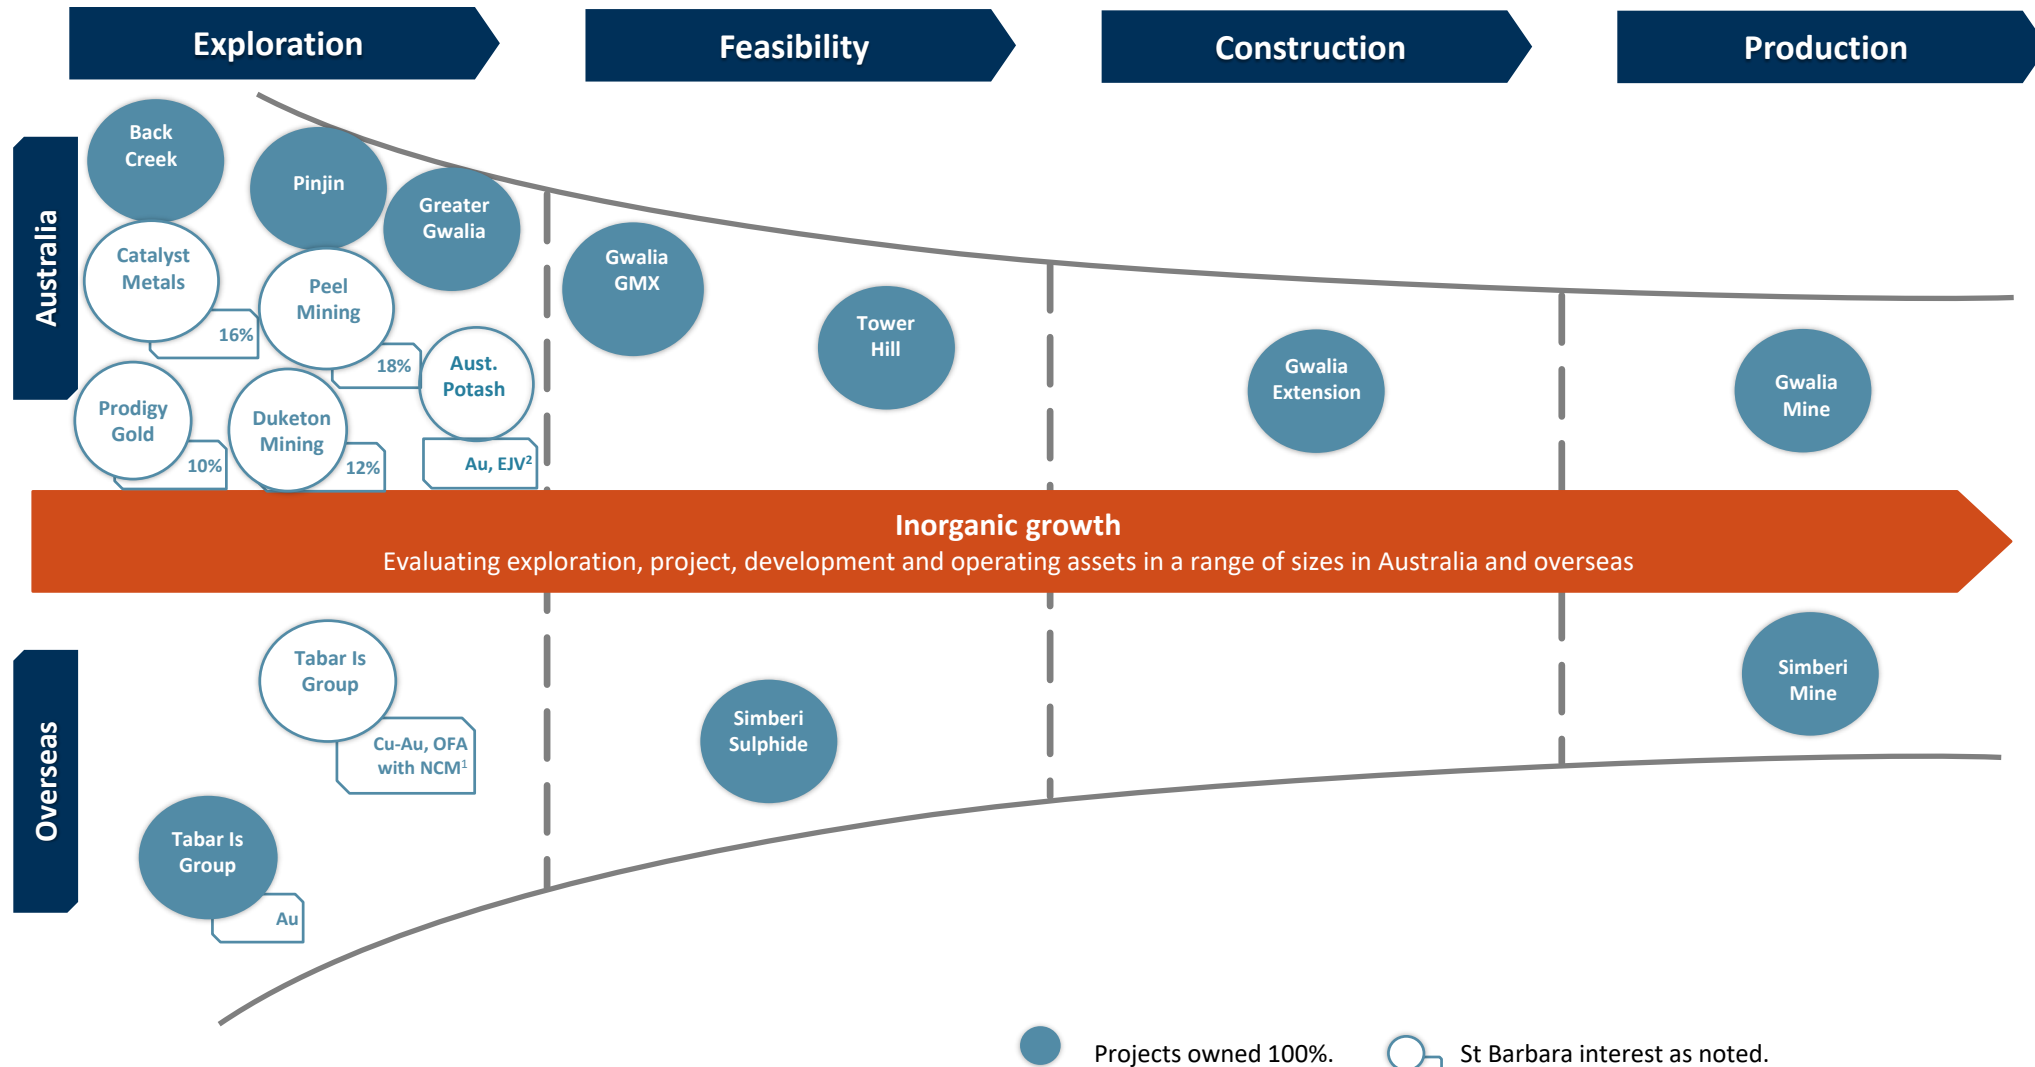 Exploration
Feasibility
Construction
Production
Australia
Back
Creek
Pinjin
Greater
Gwalia
Catalyst
Metals
16%
Peel
Mining
18%
Aust.
Potash
Au, EJV²
Prodigy
Gold
10%
Duketon
Mining
12%
Gwalia
GMX
Tower
Hill
Gwalia
Extension
Gwalia
Mine
Inorganic growth
Evaluating exploration, project, development and operating assets in a range of sizes in Australia and overseas
Overseas
Tabar Is
Group
Cu-Au, OFA
with NCM¹
Tabar Is
Group
Au
Simberi
Sulphide
Simberi
Mine
Projects owned 100%.
St Barbara interest as noted.